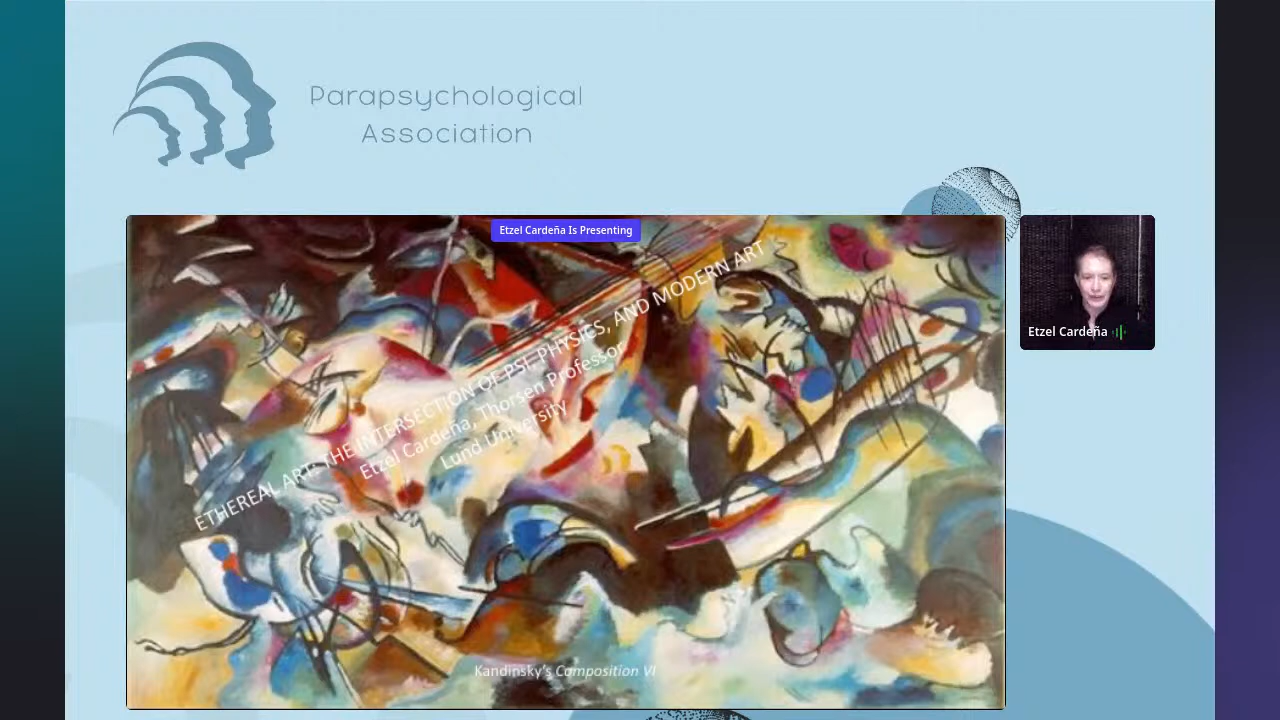 Parapsychological
Association
Etzel Cardeña Is Presenting
ETHEREAL ART: THE INTERSECTION OF PSI, PHYSICS, AND MODERN ART
Etzel Cardeña, Thorsen Professor
Lund University
Etzel Cardeña
Kandinsky's Composition VI